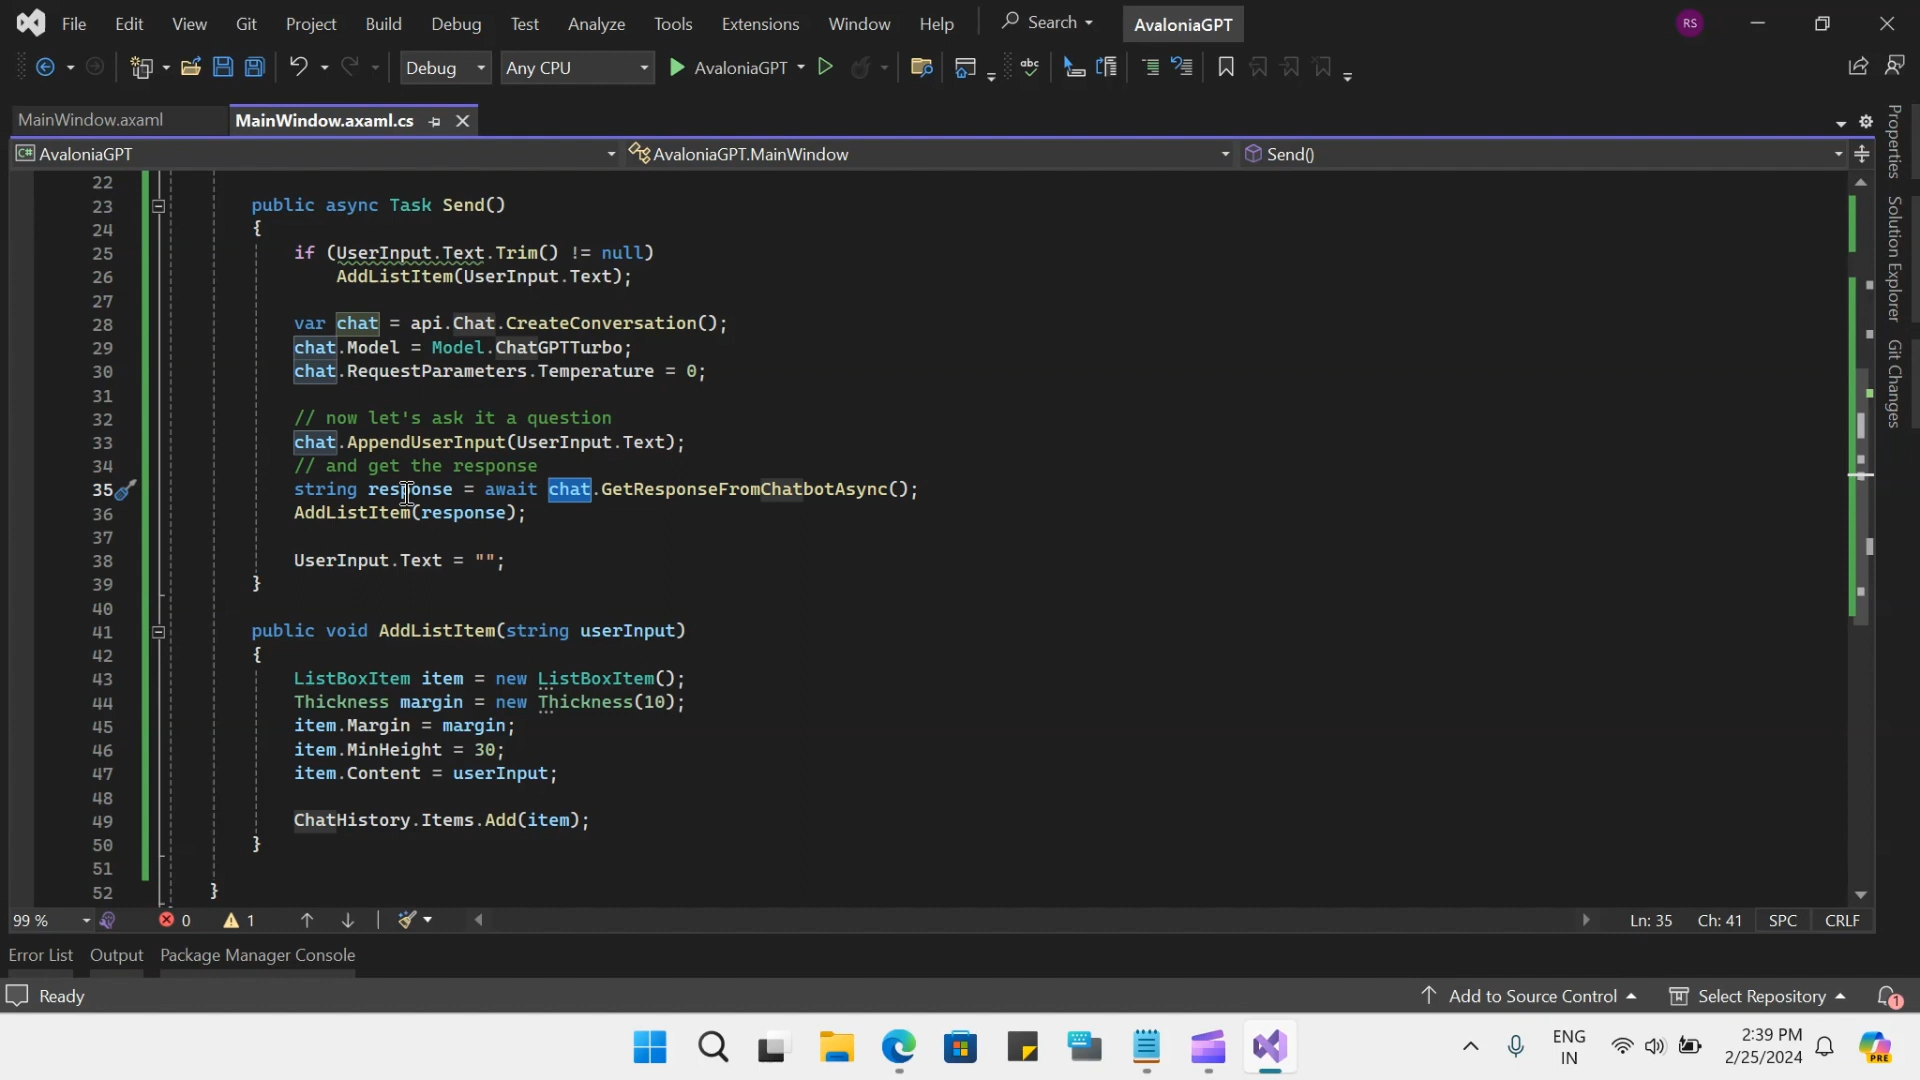 File Edit View Git Project Build Debug Test Analyze Tools Extensions Window Help Search AvaloniaGPT RS
Debug Any CPU AvaloniaGPT
MainWindow.axaml MainWindow.axaml.cs
C# AvaloniaGPT AvaloniaGPT.MainWindow Send()
22
23 public async Task Send()
24 {
25 if (UserInput.Text.Trim() != null)
26 AddListItem(UserInput.Text);
27
28 var chat = api.Chat.CreateConversation();
29 chat.Model = Model.ChatGPTTurbo;
30 chat.RequestParameters.Temperature = 0;
31
32 // now let's ask it a question
33 chat.AppendUserInput(UserInput.Text);
34 // and get the response
35 string response = await chat.GetResponseFromChatbotAsync();
36 AddListItem(response);
37
38 UserInput.Text = "";
39 }
40
41 public void AddListItem(string userInput)
42 {
43 ListBoxItem item = new ListBoxItem();
44 Thickness margin = new Thickness(10);
45 item.Margin = margin;
46 item.MinHeight = 30;
47 item.Content = userInput;
48
49 ChatHistory.Items.Add(item);
50 }
51
52 }
Properties
Solution Explorer
Git Changes
99 % 0 1 Ln: 35 Ch: 41 SPC CRLF
Error List Output Package Manager Console
Ready Add to Source Control Select Repository 1
ENG 2:39 PM
IN 2/25/2024 PRE